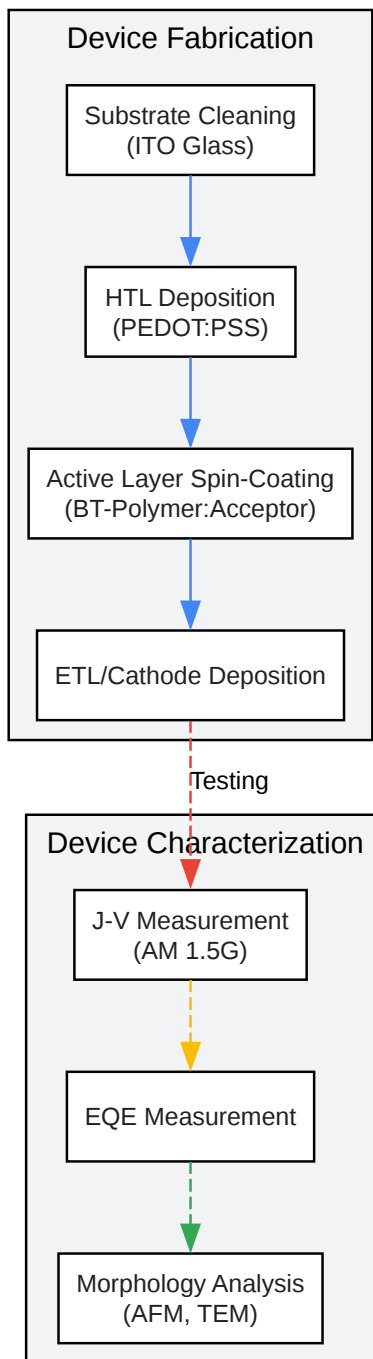 Device Fabrication
Substrate Cleaning
(ITO Glass)
HTL Deposition
(PEDOT:PSS)
Active Layer Spin-Coating
(BT-Polymer:Acceptor)
ETL/Cathode Deposition
Testing
Device Characterization
J-V Measurement
(AM 1.5G)
EQE Measurement
Morphology Analysis
(AFM, TEM)